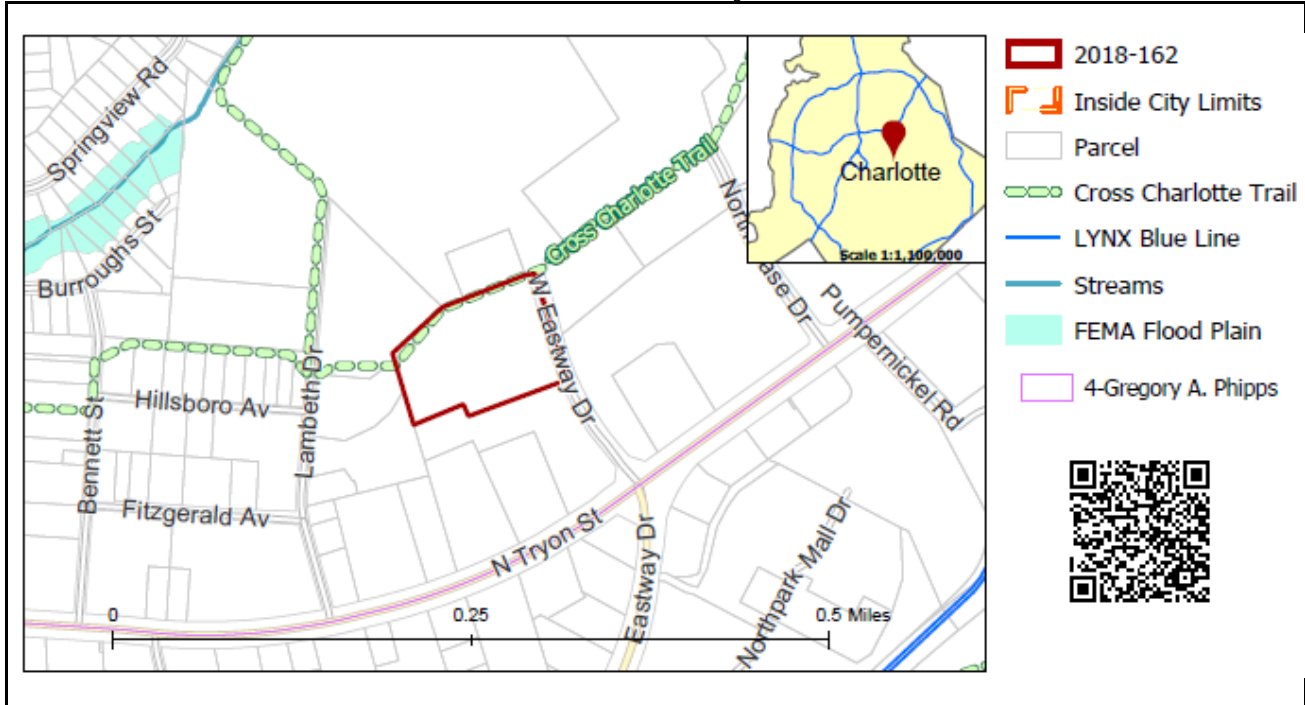 Springview Rd
Burroughs St
Bennett St
Hillsboro Av
Lambeth Dr
Fitzgerald Av
Cross Charlotte Trail
W Eastway Dr
N Tryon St
Eastway Dr
Northpark Mall Dr
Pumpernickel Rd
0
0.25
0.5 Miles
Charlotte
Scale 1:1,100,000
2018-162
Inside City Limits
Parcel
Cross Charlotte Trail
LYNX Blue Line
Streams
FEMA Flood Plain
4-Gregory A. Phipps